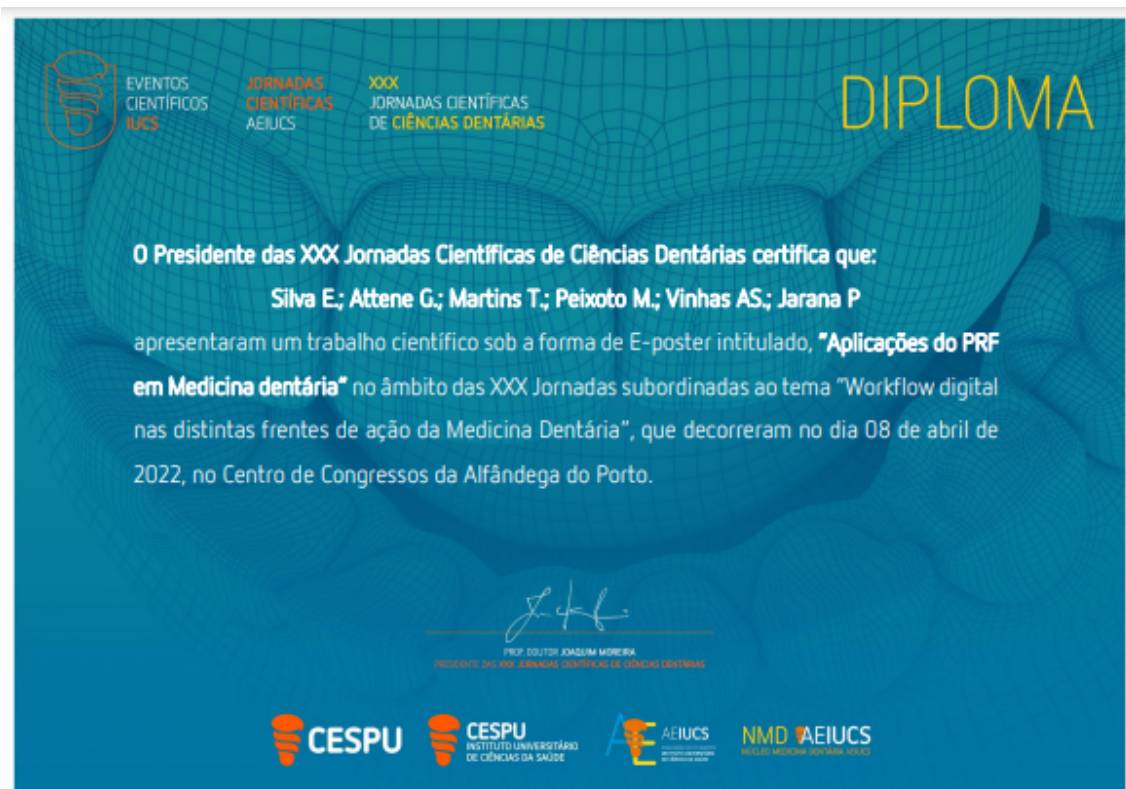 EVENTOS
CIENTÍFICOS
IUCS
JORNADAS
CIENTÍFICAS
AEIUCS
XXX
JORNADAS CIENTÍFICAS
DE CIÊNCIAS DENTÁRIAS
DIPLOMA
O Presidente das XXX Jornadas Científicas de Ciências Dentárias certifica que:
Silva E.; Attene G.; Martins T.; Peixoto M.; Vinhas AS.; Jarana P
apresentaram um trabalho científico sob a forma de E-poster intitulado, "Aplicações do PRF
em Medicina dentária" no âmbito das XXX Jornadas subordinadas ao tema "Workflow digital
nas distintas frentes de ação da Medicina Dentária", que decorreram no dia 08 de abril de
2022, no Centro de Congressos da Alfândega do Porto.
PROF. DOUTOR JOAQUIM MOREIRA
PRESIDENTE DAS XXX JORNADAS CIENTÍFICAS DE CIÊNCIAS DENTÁRIAS
CESPU
CESPU
INSTITUTO UNIVERSITÁRIO
DE CIÊNCIAS DA SAÚDE
AEIUCS
NMD AEIUCS
NÚCLEO MEDICINA DENTÁRIA AEIUCS